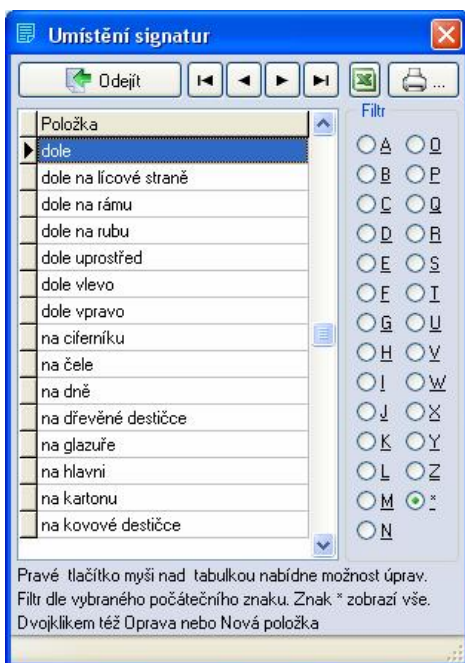 Umístění signatur
Odejít
...
Položka
dole
dole na lícové straně
dole na rámu
dole na rubu
dole uprostřed
dole vlevo
dole vpravo
na ciferníku
na čele
na dně
na dřevěné destičce
na glazuře
na hlavni
na kartonu
na kovové destičce
Filtr
A O
B P
C Q
D R
E S
F T
G U
H V
I W
J X
K Y
L Z
M *
N
Pravé tlačítko myši nad tabulkou nabídne možnost úprav.
Filtr dle vybraného počátečního znaku. Znak * zobrazí vše.
Dvojklikem též Oprava nebo Nová položka